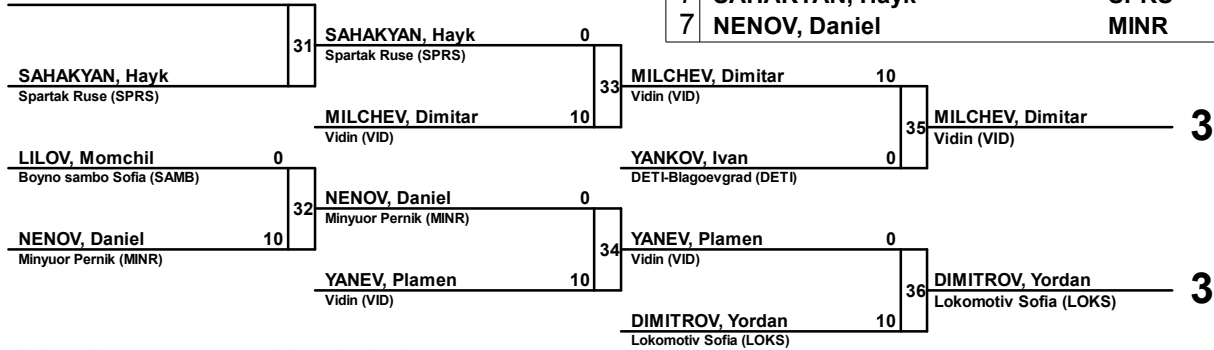 7 SAHAKYAN, Hayk SPRS
7 NENOV, Daniel MINR
31
SAHAKYAN, Hayk
Spartak Ruse (SPRS)
SAHAKYAN, Hayk 0
Spartak Ruse (SPRS)
33
MILCHEV, Dimitar 10
Vidin (VID)
MILCHEV, Dimitar 10
Vidin (VID)
35
MILCHEV, Dimitar
Vidin (VID)
3
YANKOV, Ivan 0
DETI-Blagoevgrad (DETI)
LILOV, Momchil 0
Boyno sambo Sofia (SAMB)
32
NENOV, Daniel 10
Minyuor Pernik (MINR)
NENOV, Daniel 0
Minyuor Pernik (MINR)
34
YANEV, Plamen 10
Vidin (VID)
YANEV, Plamen 0
Vidin (VID)
36
DIMITROV, Yordan 10
Lokomotiv Sofia (LOKS)
DIMITROV, Yordan
Lokomotiv Sofia (LOKS)
3